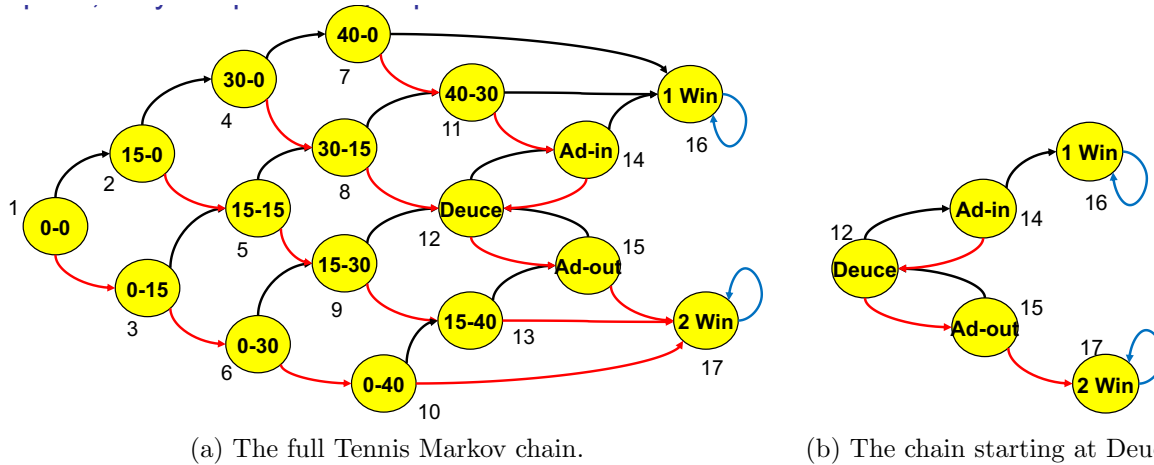 40-0
7
30-0
4
40-30
11
1 Win
16
15-0
2
30-15
8
Ad-in
14
1
0-0
15-15
5
Deuce
12
15
Ad-out
0-15
3
15-30
9
15-40
13
2 Win
17
0-30
6
0-40
10
(a) The full Tennis Markov chain.
1 Win
16
Ad-in
14
12
Deuce
15
Ad-out
17
2 Win
(b) The chain starting at Deuc